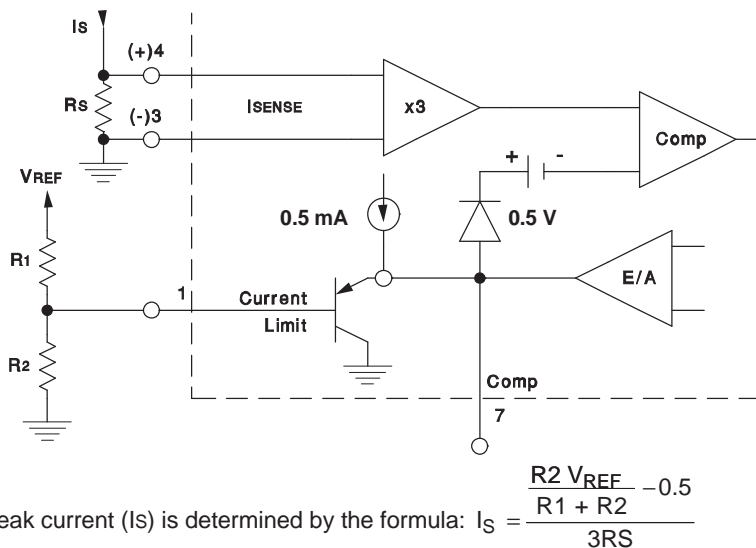 IS
(+)4
RS
(-)3
ISENSE
x3
Comp
VREF
+ -
0.5 mA
0.5 V
R1
1
Current
Limit
E/A
R2
Comp
7
eak current (IS) is determined by the formula: IS = (R2 VREF / (R1 + R2) − 0.5) / 3RS